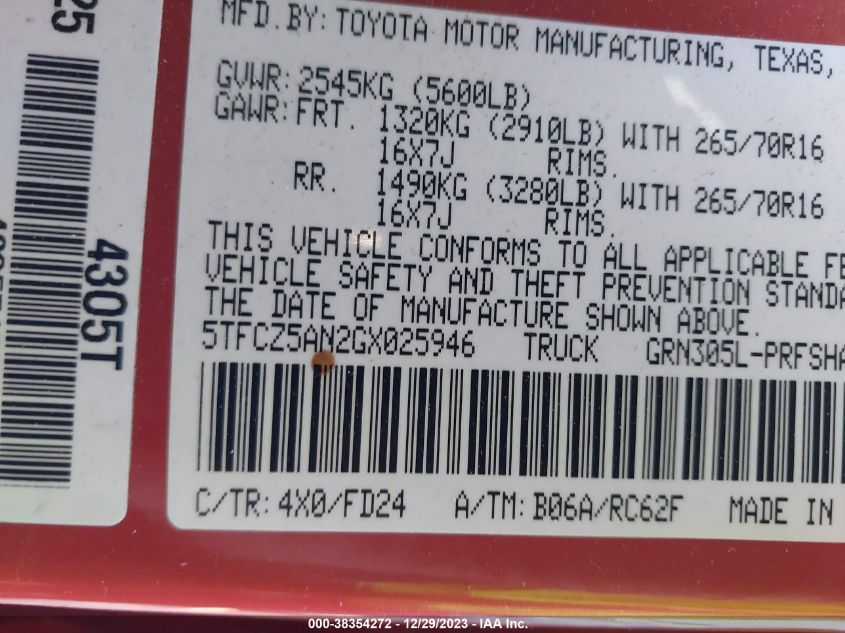 MFD. BY: TOYOTA MOTOR MANUFACTURING, TEXAS,
GVWR: 2545KG (5600LB)
GAWR: FRT. 1320KG (2910LB) WITH 265/70R16
16X7J RIMS.
RR. 1490KG (3280LB) WITH 265/70R16
16X7J RIMS.
THIS VEHICLE CONFORMS TO ALL APPLICABLE FE
VEHICLE SAFETY AND THEFT PREVENTION STANDA
THE DATE OF MANUFACTURE SHOWN ABOVE.
5TFCZ5AN2GX025946 TRUCK GRN305L-PRFSHA
C/TR: 4X0/FD24 A/TM: B06A/RC62F MADE IN
25
4305T
000-38354272 - 12/29/2023 - IAA Inc.